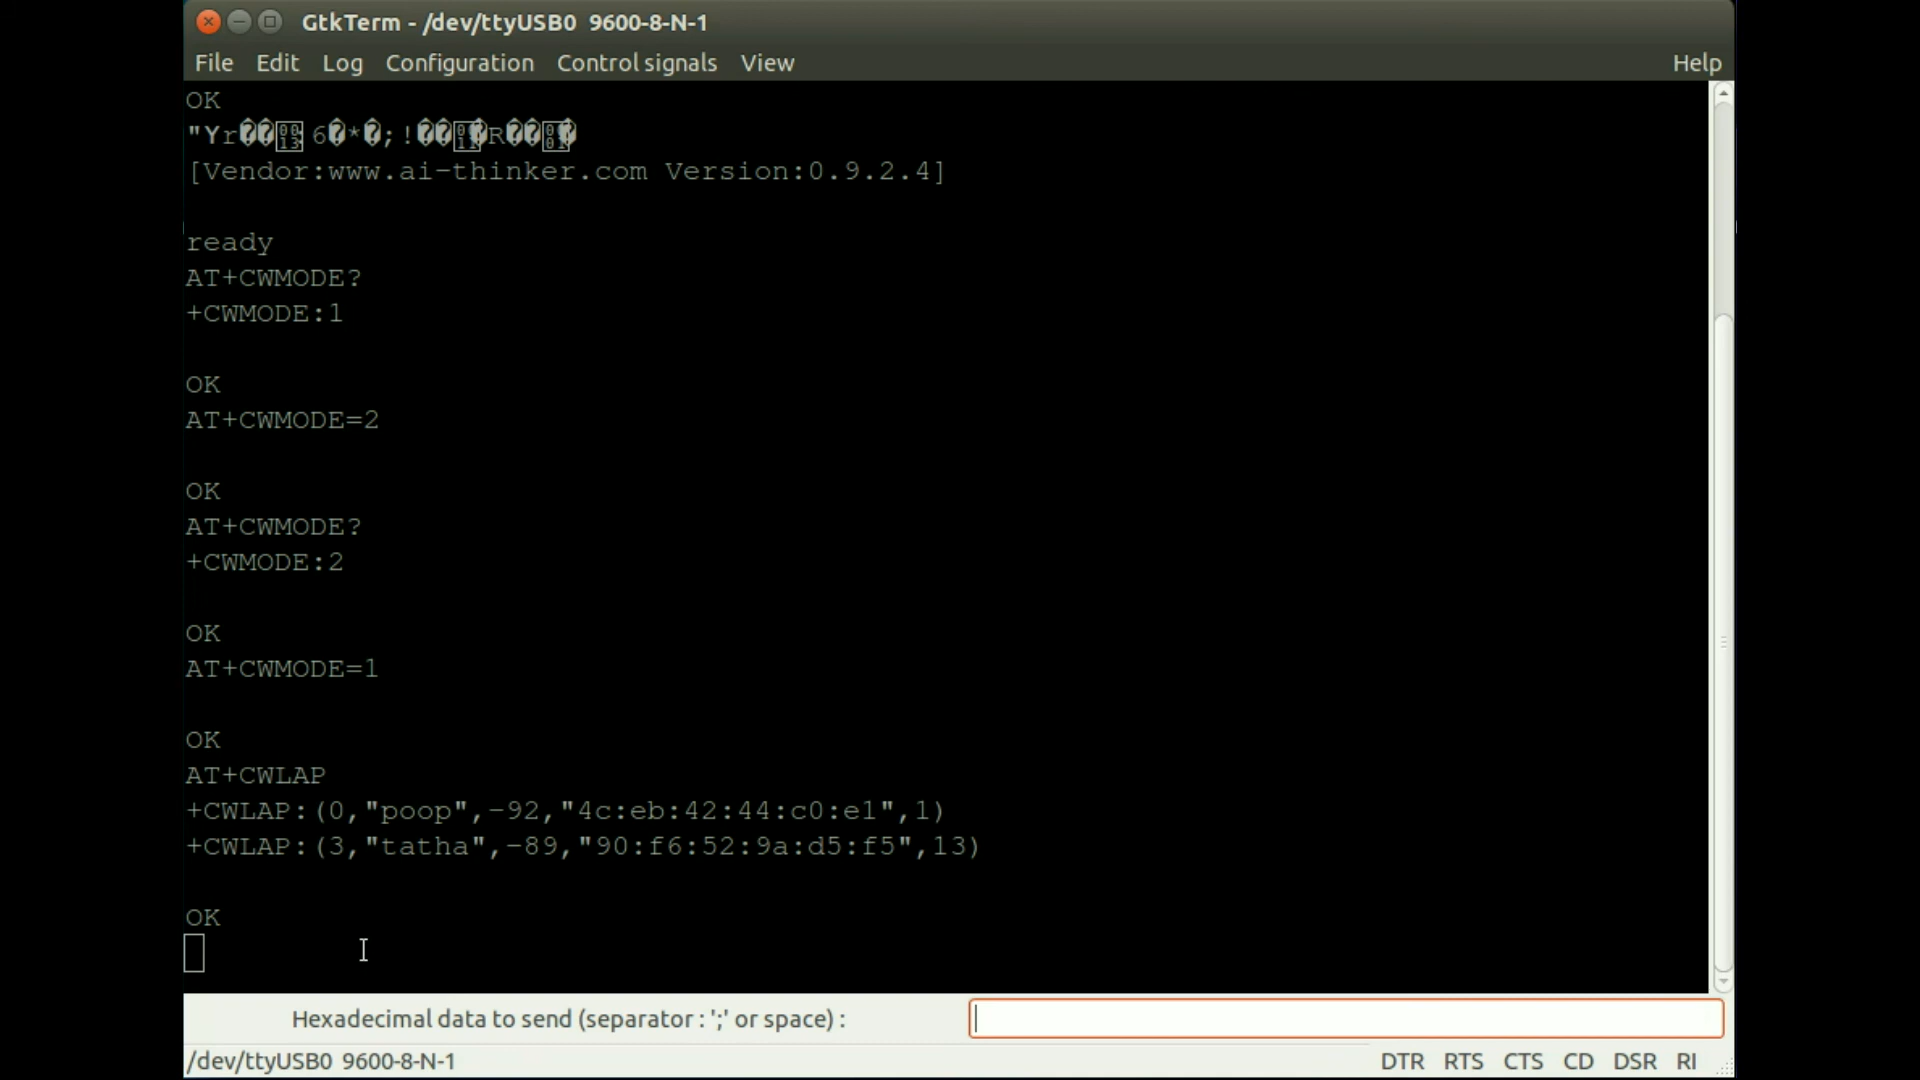 GtkTerm - /dev/ttyUSB0 9600-8-N-1
File Edit Log Configuration Control signals View Help
OK
"Yr��6�*�;!���R���
[Vendor:www.ai-thinker.com Version:0.9.2.4]
ready
AT+CWMODE?
+CWMODE:1
OK
AT+CWMODE=2
OK
AT+CWMODE?
+CWMODE:2
OK
AT+CWMODE=1
OK
AT+CWLAP
+CWLAP:(0,"poop",-92,"4c:eb:42:44:c0:e1",1)
+CWLAP:(3,"tatha",-89,"90:f6:52:9a:d5:f5",13)
OK
Hexadecimal data to send (separator : ';' or space) :
/dev/ttyUSB0 9600-8-N-1 DTR RTS CTS CD DSR RI